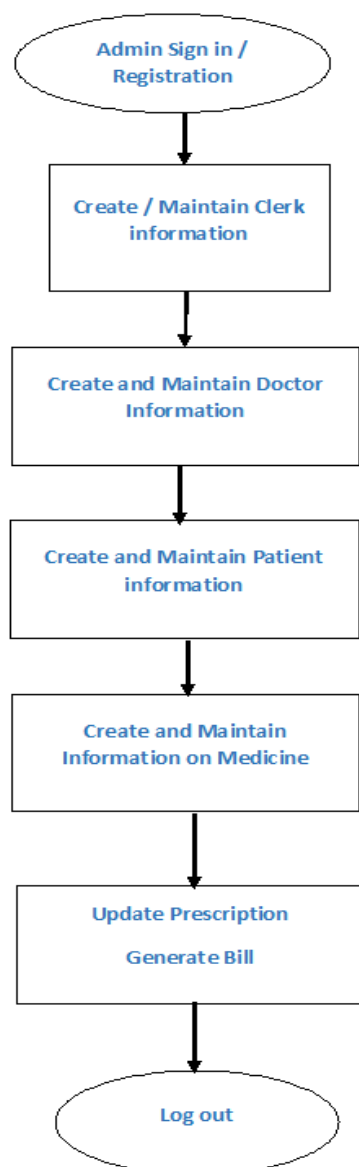 Admin Sign in /
Registration
Create / Maintain Clerk
information
Create and Maintain Doctor
Information
Create and Maintain Patient
information
Create and Maintain
Information on Medicine
Update Prescription
Generate Bill
Log out